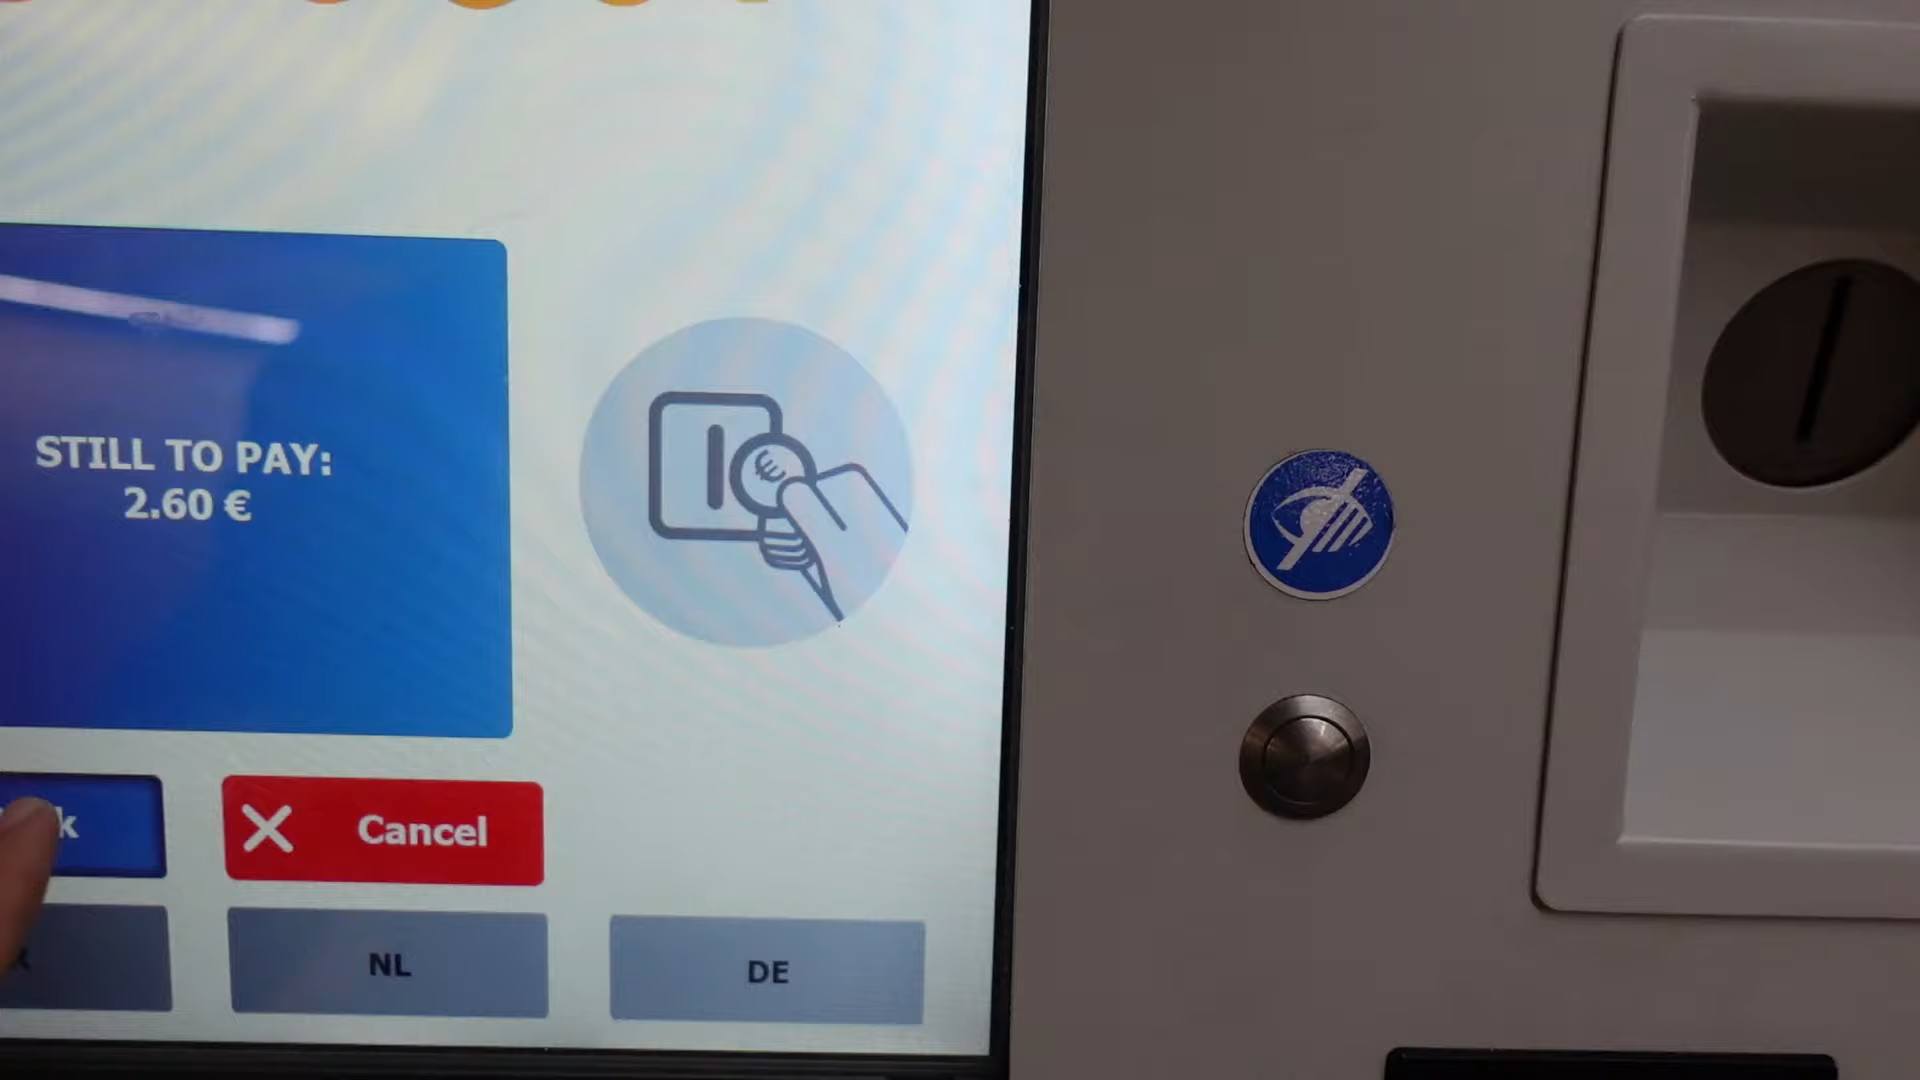 STILL TO PAY:
2.60 €
Cancel
NL
DE